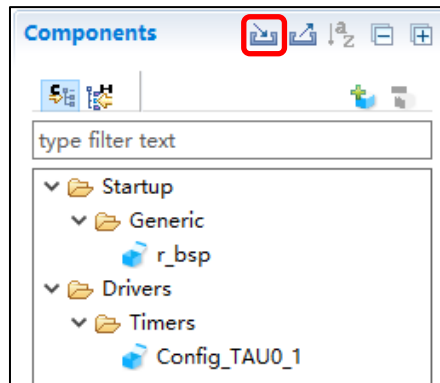 Components
type filter text
Startup
Generic
r_bsp
Drivers
Timers
Config_TAU0_1